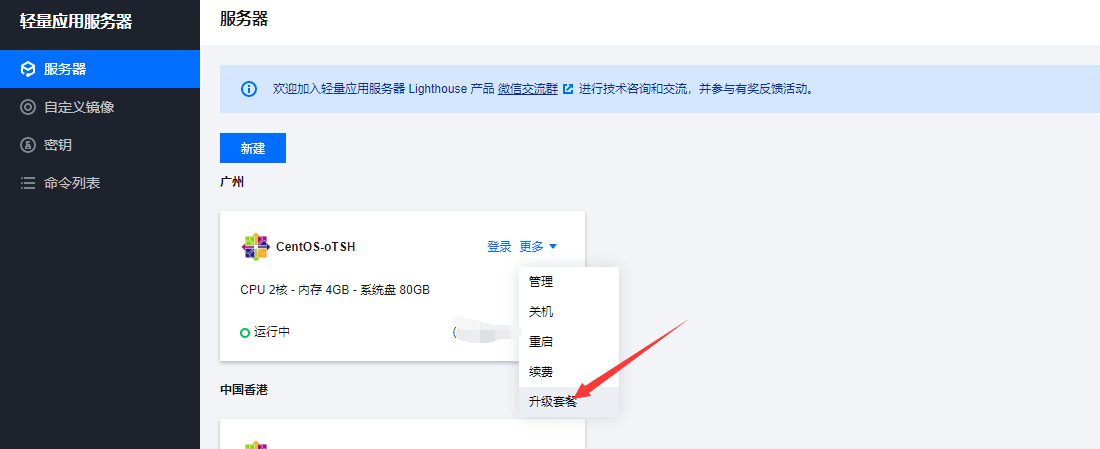 轻量应用服务器
服务器
自定义镜像
密钥
命令列表
服务器
欢迎加入轻量应用服务器 Lighthouse 产品 微信交流群 进行技术咨询和交流，并参与有奖反馈活动。
新建
广州
CentOS-oTSH
登录 更多
CPU 2核 - 内存 4GB - 系统盘 80GB
运行中
(
管理
关机
重启
续费
升级套餐
中国香港